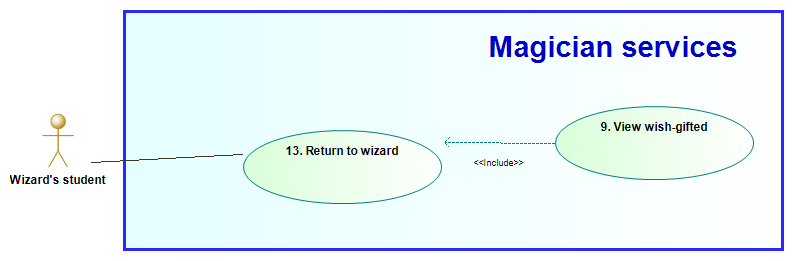 Magician services
9. View wish-gifted
13. Return to wizard
<<Include>>
Wizard's student